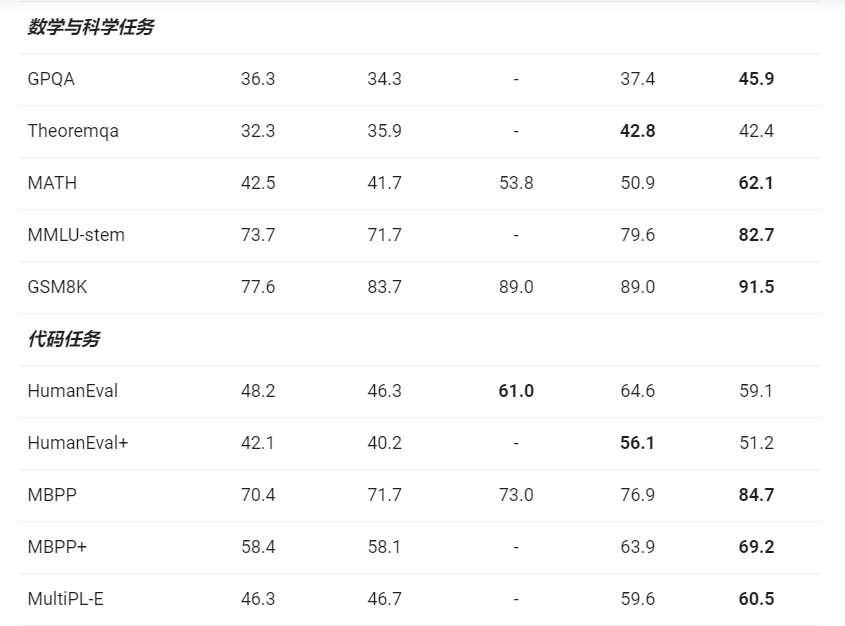 数学与科学任务
GPQA 36.3 34.3 - 37.4 45.9
Theoremqa 32.3 35.9 - 42.8 42.4
MATH 42.5 41.7 53.8 50.9 62.1
MMLU-stem 73.7 71.7 - 79.6 82.7
GSM8K 77.6 83.7 89.0 89.0 91.5
代码任务
HumanEval 48.2 46.3 61.0 64.6 59.1
HumanEval+ 42.1 40.2 - 56.1 51.2
MBPP 70.4 71.7 73.0 76.9 84.7
MBPP+ 58.4 58.1 - 63.9 69.2
MultiPL-E 46.3 46.7 - 59.6 60.5